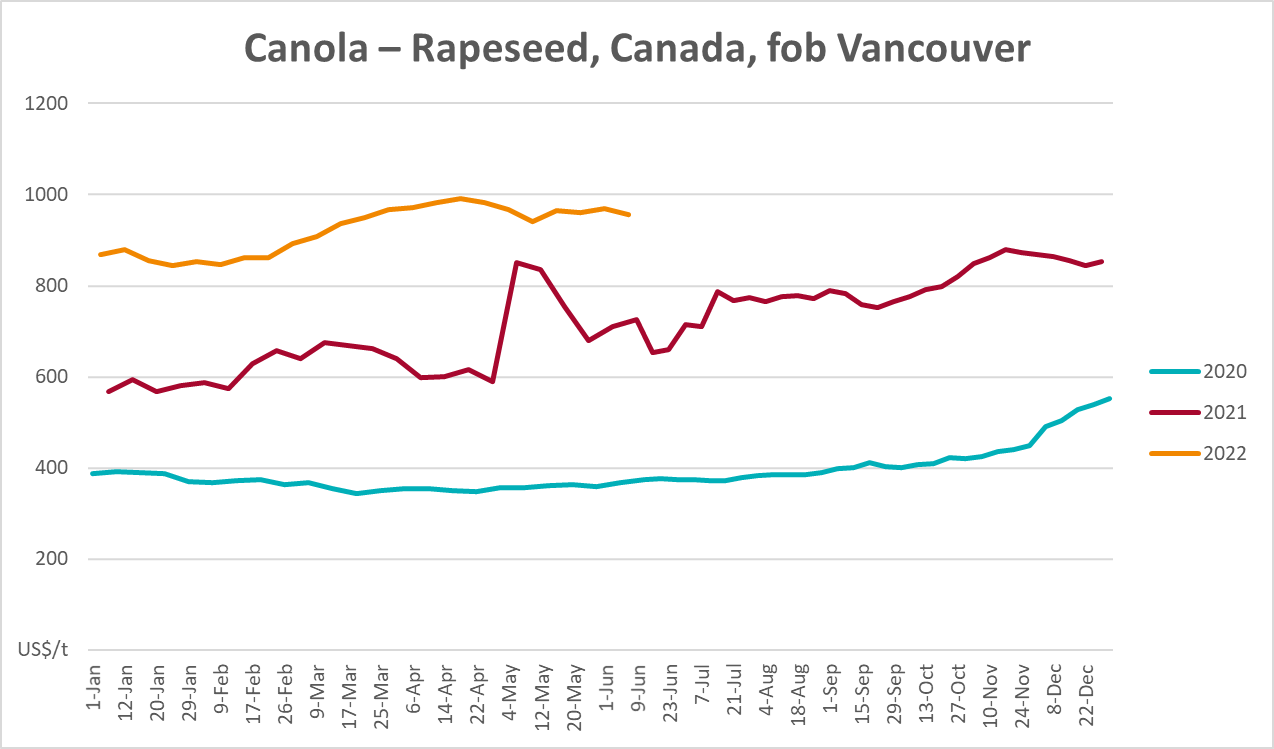 Canola – Rapeseed, Canada, fob Vancouver
1200
1000
800
600
400
200
US$/t
2020
2021
2022
1-Jan
12-Jan
20-Jan
29-Jan
9-Feb
17-Feb
26-Feb
9-Mar
17-Mar
25-Mar
6-Apr
14-Apr
22-Apr
4-May
12-May
20-May
1-Jun
9-Jun
23-Jun
7-Jul
21-Jul
4-Aug
18-Aug
1-Sep
15-Sep
29-Sep
13-Oct
27-Oct
10-Nov
24-Nov
8-Dec
22-Dec